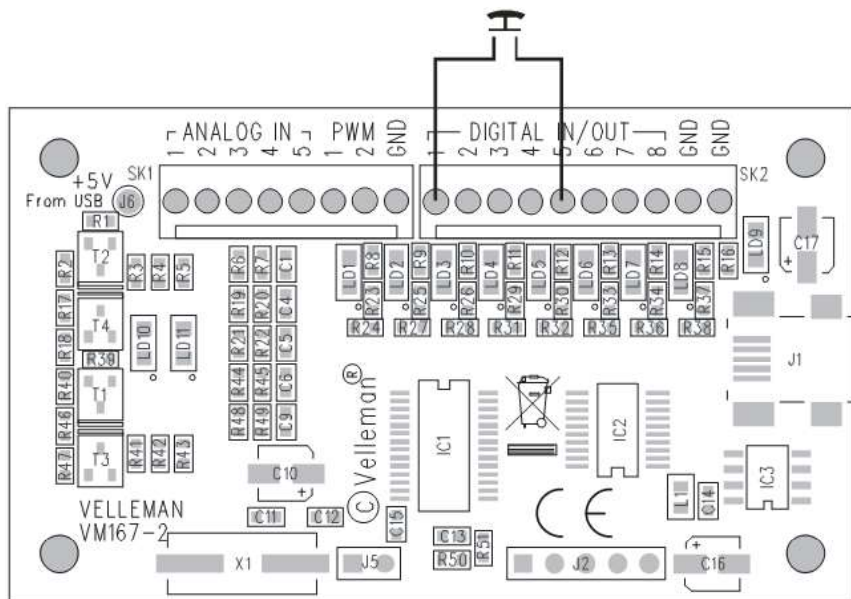 ANALOG IN PWM GND DIGITAL IN/OUT GND GND
1 2 3 4 5 1 2 1 2 3 4 5 6 7 8
SK1 SK2
+5V
From USB J6
R1
T2
R2 R3 R4 R5 R6 R7 C1 LD1 R8 LD2 R9 LD3 R10 LD4 R11 LD5 R12 LD6 R13 LD7 R14 LD8 R15 R16 LD9 C17
R17 T4 R19 R20 C4 R23 R25 R26 R29 R30 R33 R34 R37
R18 LD10 LD11 R21 R22 C5 R24 R27 R28 R31 R32 R35 R36 R38
R39
R40 T1 R44 R45 C6 J1
R46 R48 R49 C9
R47 T3 R41 R42 R43 C10 + © Velleman® IC1 IC2 IC3
VELLEMAN
VM167-2
C11 C12 C15 C13 R51 CE L1 C14
X1 J5 R50 J2 C16 +